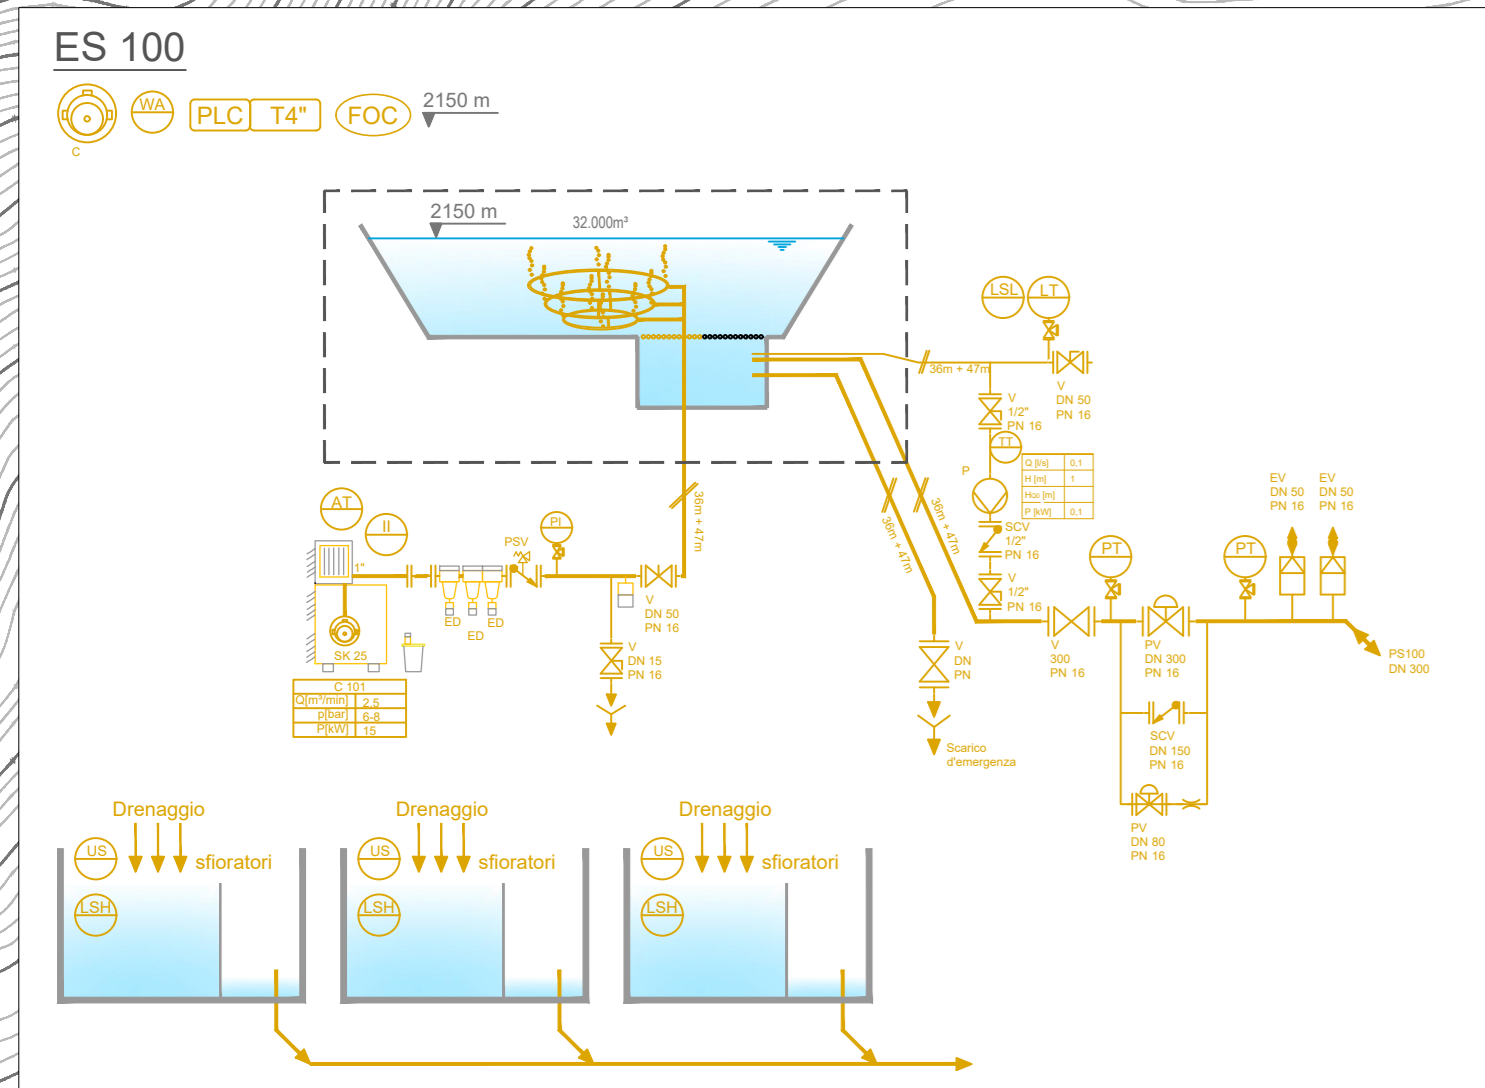 ES 100
WA
PLC
T4"
FOC
2150 m
C
2150 m
32.000m³
LSL
LT
36m + 47m
V
DN 50
PN 16
V
1/2"
PN 16
TT
P
Q [l/s] 0,1
H [m] 1
H₀₀ [m]
P [kW] 0,1
SCV
1/2"
PN 16
V
1/2"
PN 16
EV
DN 50
PN 16
EV
DN 50
PN 16
36m + 47m
36m + 47m
36m + 47m
AT
II
PSV
PI
1"
ED
ED
ED
V
DN 50
PN 16
V
DN 15
PN 16
SK 25
C 101
Q[m³/min] 2,5
p[bar] 6-8
P[kW] 15
V
DN
PN
Scarico
d'emergenza
PT
PT
V
300
PN 16
PV
DN 300
PN 16
PS100
DN 300
SCV
DN 150
PN 16
PV
DN 80
PN 16
Drenaggio
US
sfioratori
LSH
Drenaggio
US
sfioratori
LSH
Drenaggio
US
sfioratori
LSH